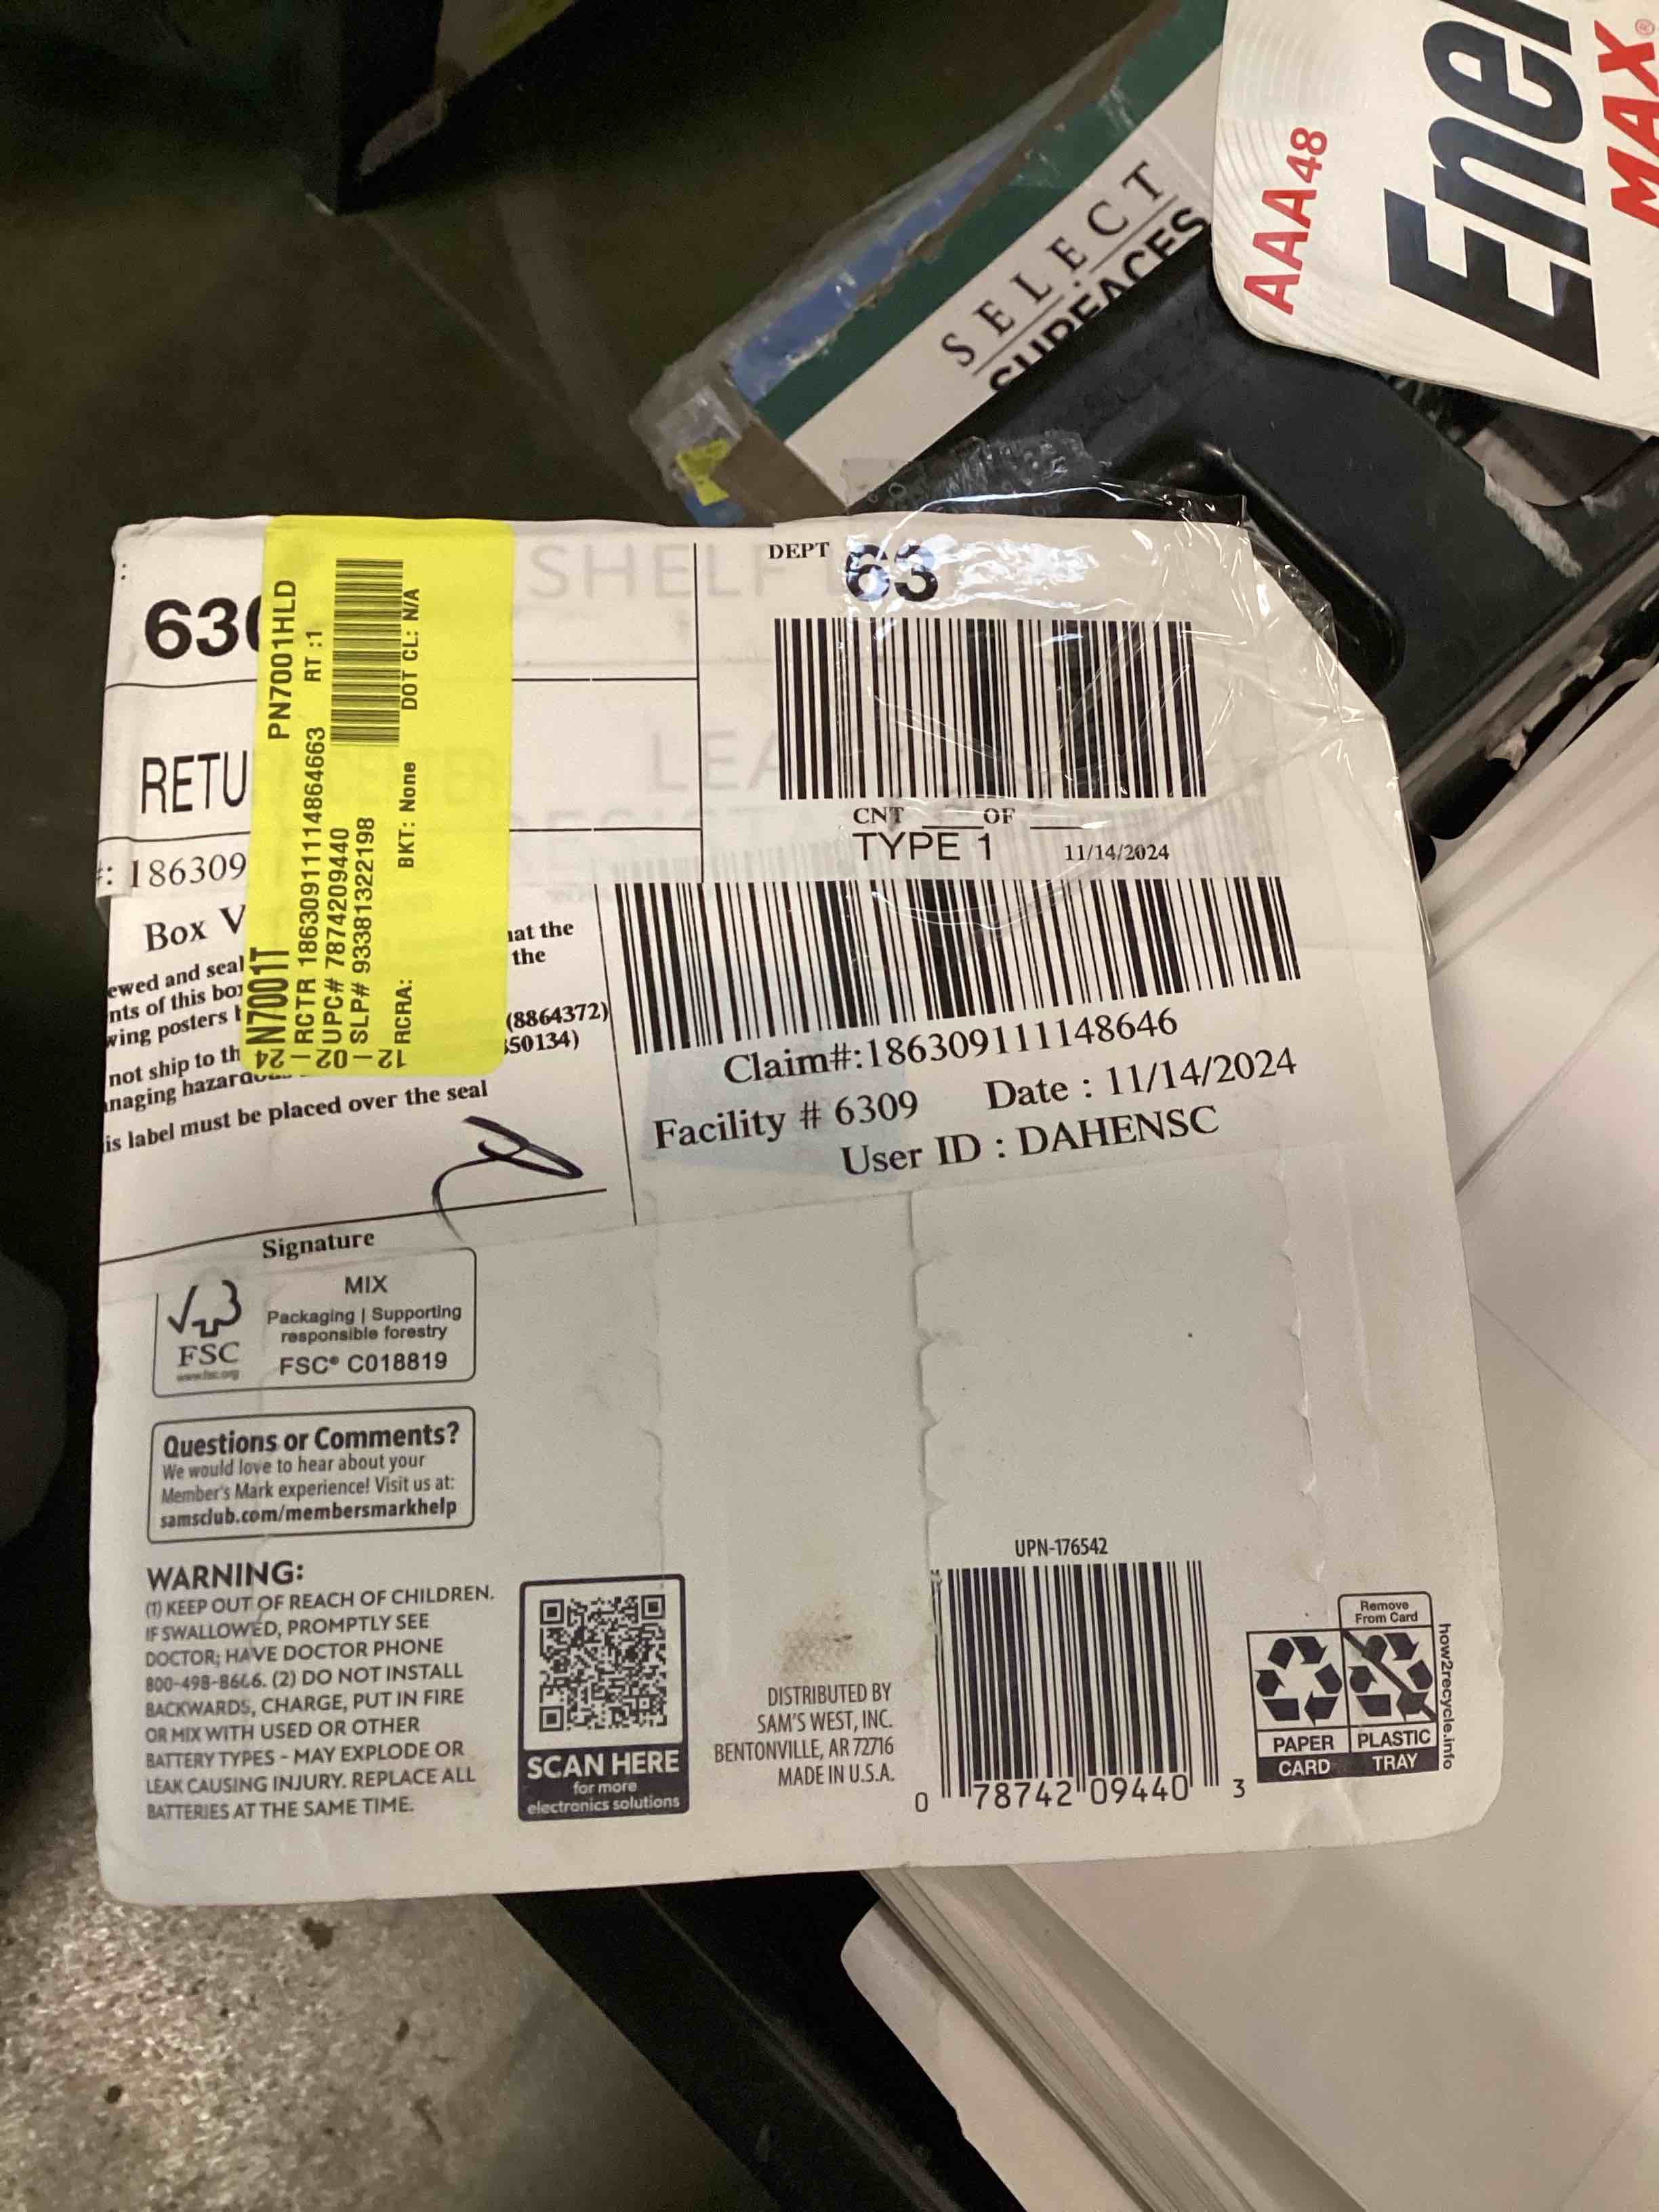 AAA48
MAX®
SELECT
SURFACES
SHELF
DEPT 63
RETU
CNT ____ OF ____
TYPE 1 11/14/2024
: 186309
Box V
ewed and seal
nts of this box
wing posters
not ship to th
hat the
the
(8864372)
50134)
is label must be placed over the seal
Signature
N7001T PN7001HLD
RCTR 18630911114864663 RT :1
UPC# 7874209440
SLP# 933813322198
RCRA: BKT: None DOT CL: N/A
12-02-24
Claim#:186309111148646
Facility # 6309 Date : 11/14/2024
User ID : DAHENSC
FSC
www.fsc.org
MIX
Packaging | Supporting
responsible forestry
FSC® C018819
Questions or Comments?
We would love to hear about your
Member's Mark experience! Visit us at:
samsclub.com/membersmarkhelp
WARNING:
(1) KEEP OUT OF REACH OF CHILDREN.
IF SWALLOWED, PROMPTLY SEE
DOCTOR; HAVE DOCTOR PHONE
800-498-8666. (2) DO NOT INSTALL
BACKWARDS, CHARGE, PUT IN FIRE
OR MIX WITH USED OR OTHER
BATTERY TYPES - MAY EXPLODE OR
LEAK CAUSING INJURY. REPLACE ALL
BATTERIES AT THE SAME TIME.
SCAN HERE
for more
electronics solutions
DISTRIBUTED BY
SAM'S WEST, INC.
BENTONVILLE, AR 72716
MADE IN U.S.A.
UPN-176542
0 78742 09440 3
Remove
From Card
PAPER PLASTIC
CARD TRAY
how2recycle.info